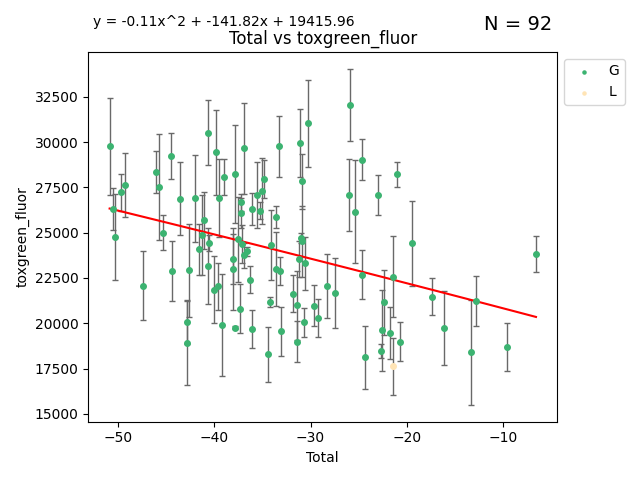 y = -0.11x^2 + -141.82x + 19415.96
N = 92
Total vs toxgreen_fluor
G
L
32500
30000
27500
25000
22500
20000
17500
15000
toxgreen_fluor
−50
−40
−30
−20
−10
Total